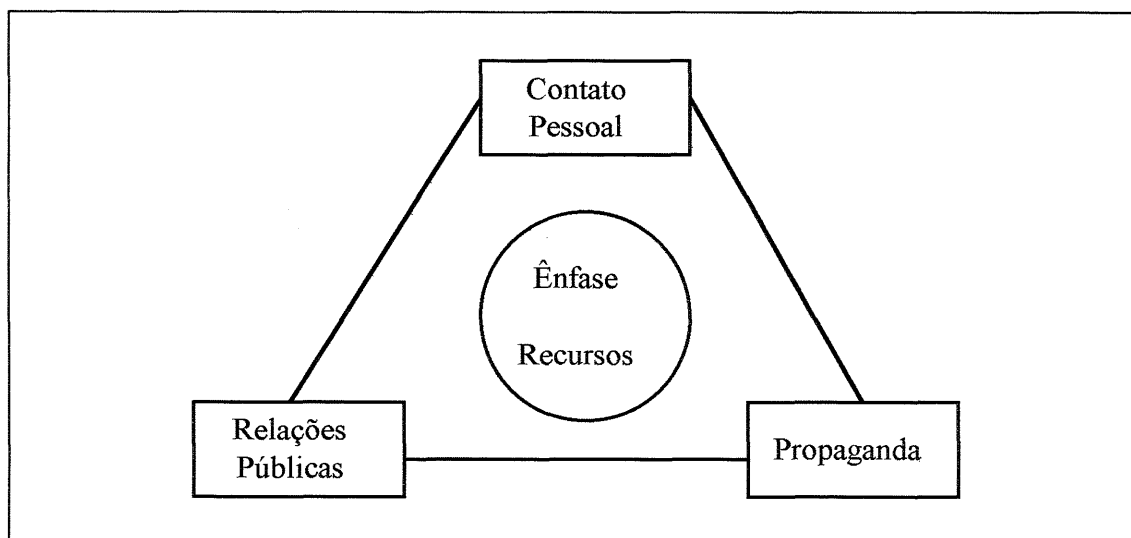 Contato
Pessoal
Ênfase
Recursos
Relações
Públicas
Propaganda